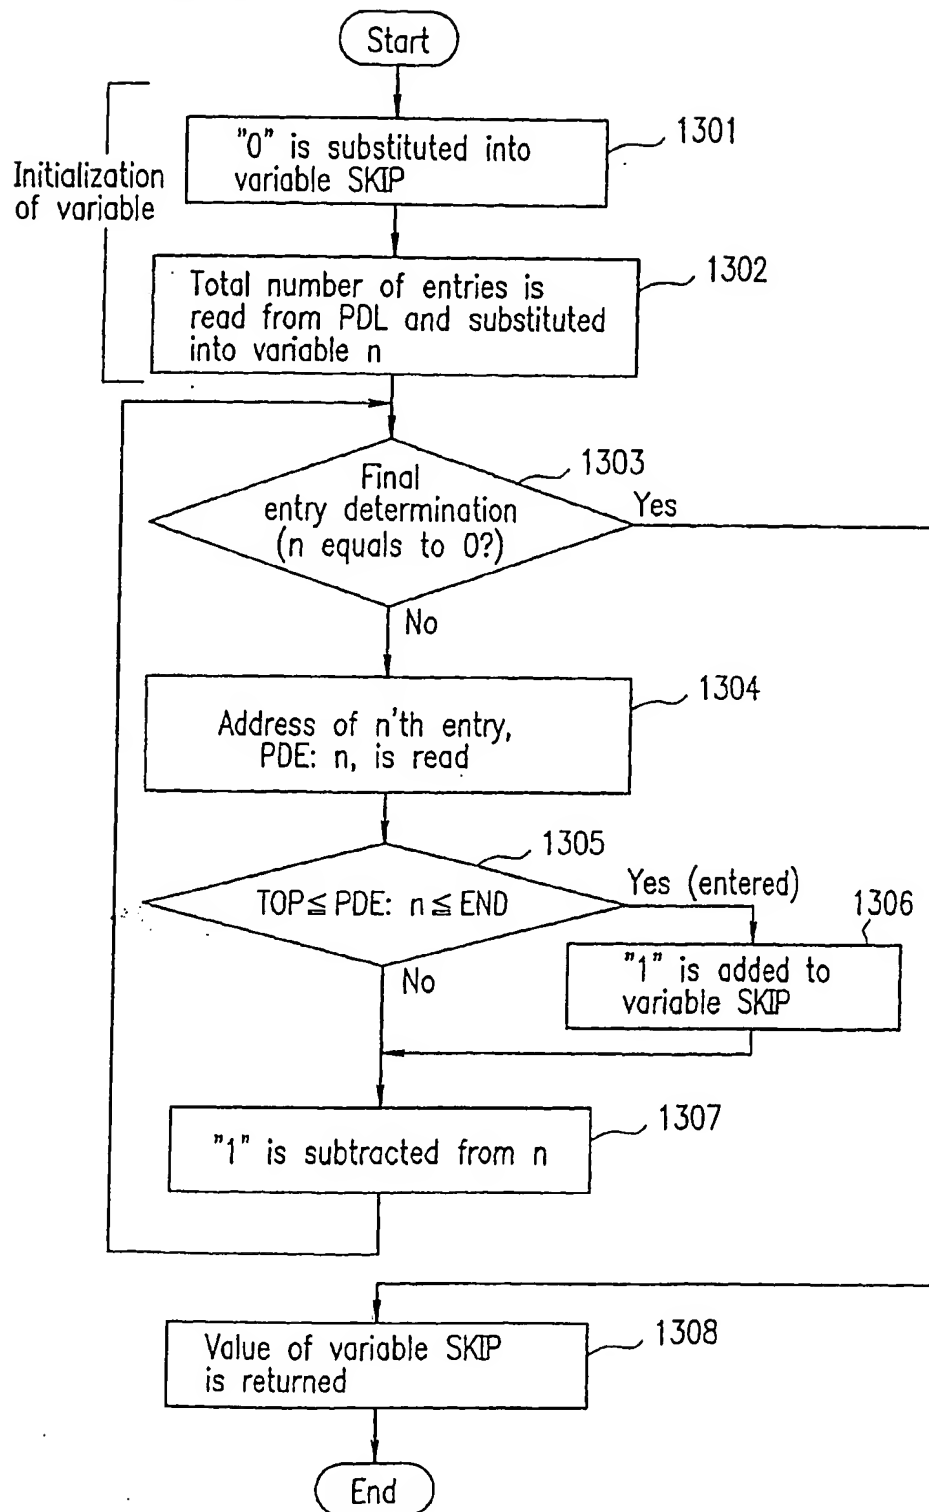 Start
1301
"0" is substituted into
variable SKIP
Initialization
of variable
1302
Total number of entries is
read from PDL and substituted
into variable n
1303
Final
entry determination
(n equals to 0?)
Yes
No
1304
Address of n'th entry,
PDE: n, is read
1305
TOP≦PDE: n≦END
Yes (entered)
1306
"1" is added to
variable SKIP
No
1307
"1" is subtracted from n
1308
Value of variable SKIP
is returned
End